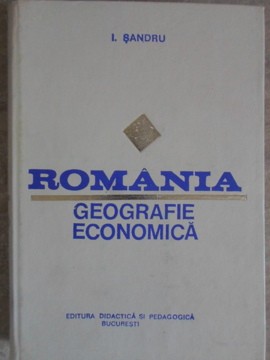 I. ŞANDRU
ROMÂNIA
GEOGRAFIE
ECONOMICĂ
EDITURA DIDACTICĂ ŞI PEDAGOGICĂ
BUCUREŞTI